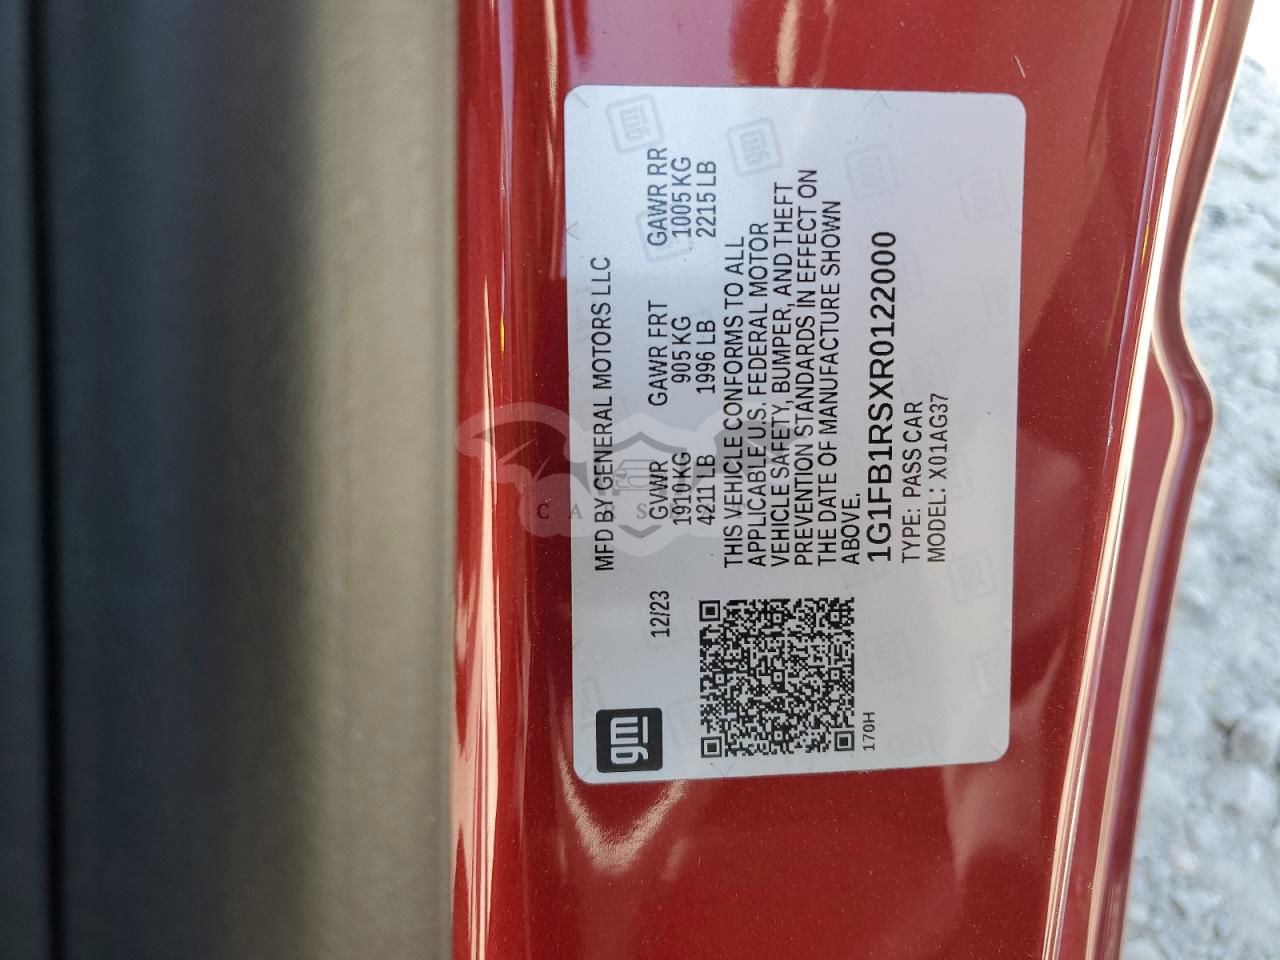 gm
MFD BY GENERAL MOTORS LLC
12/23
GVWR GAWR FRT GAWR RR
1910 KG 905 KG 1005 KG
4211 LB 1996 LB 2215 LB
THIS VEHICLE CONFORMS TO ALL
APPLICABLE U.S. FEDERAL MOTOR
VEHICLE SAFETY, BUMPER, AND THEFT
PREVENTION STANDARDS IN EFFECT ON
THE DATE OF MANUFACTURE SHOWN
ABOVE.
1G1FB1RSXR0122000
TYPE: PASS CAR
MODEL: X01AG37
170H